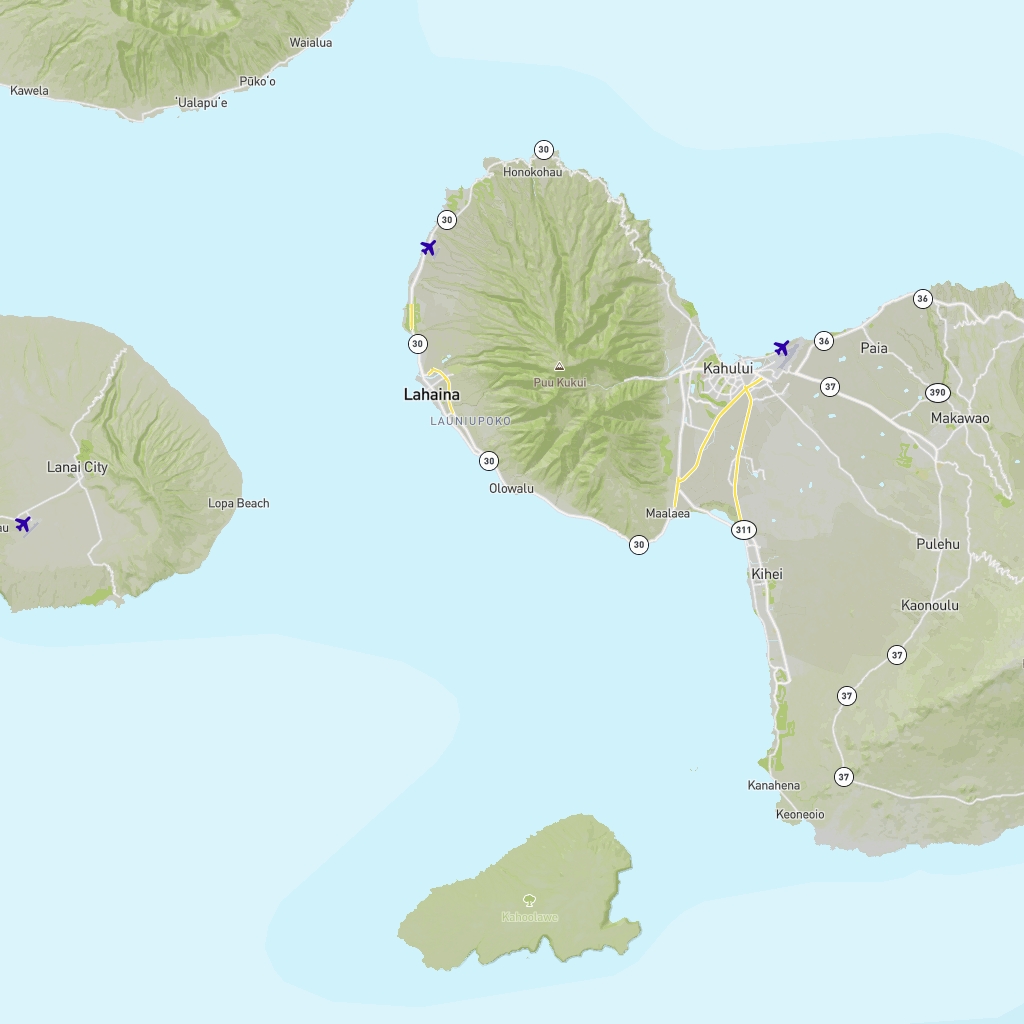 Waialua
Pūko‘o
Kawela
‘Ualapu‘e
30
Honokohau
30
36
36
Paia
30
Kahului
Puu Kukui
37
390
Lahaina
LAUNIUPOKO
Makawao
30
Lanai City
Olowalu
Lopa Beach
Maalaea
au
311
30
Pulehu
Kihei
Kaonoulu
37
37
37
Kanahena
Keoneoio
Kahoolawe